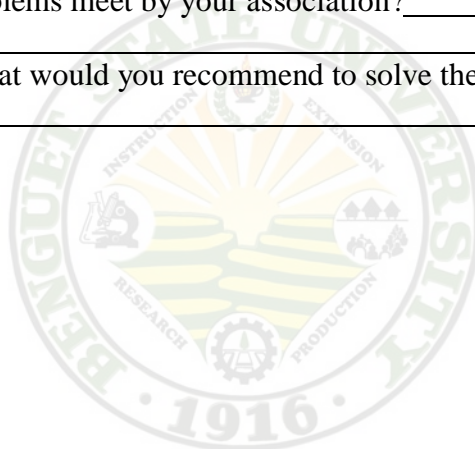 blems meet by your association?
at would you recommend to solve the
BENGUET STATE UNIVERSITY
INSTRUCTION
EXTENSION
RESEARCH
PRODUCTION
1916